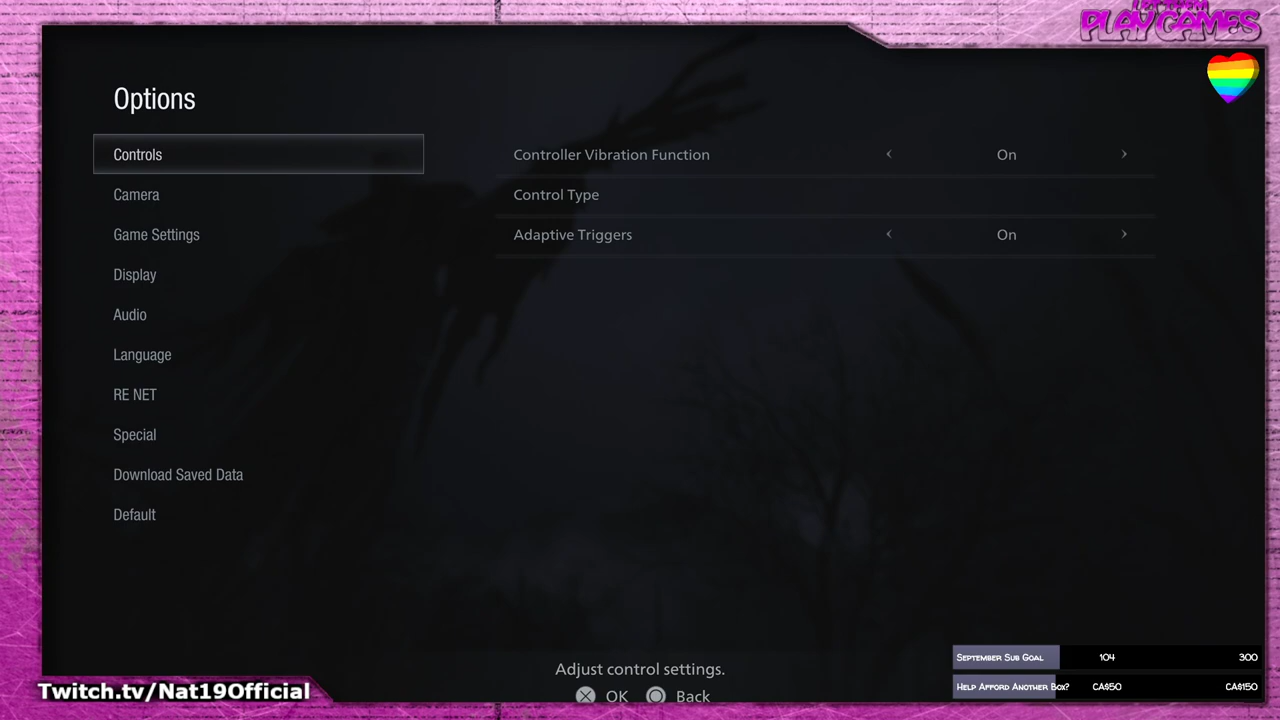 PLAY GAMES
Options
Controls
Camera
Game Settings
Display
Audio
Language
RE NET
Special
Download Saved Data
Default
Controller Vibration Function On
Control Type
Adaptive Triggers On
Adjust control settings.
OK Back
Twitch.tv/Nat19Official
September Sub Goal 104 300
Help Afford Another Box? CA$50 CA$150